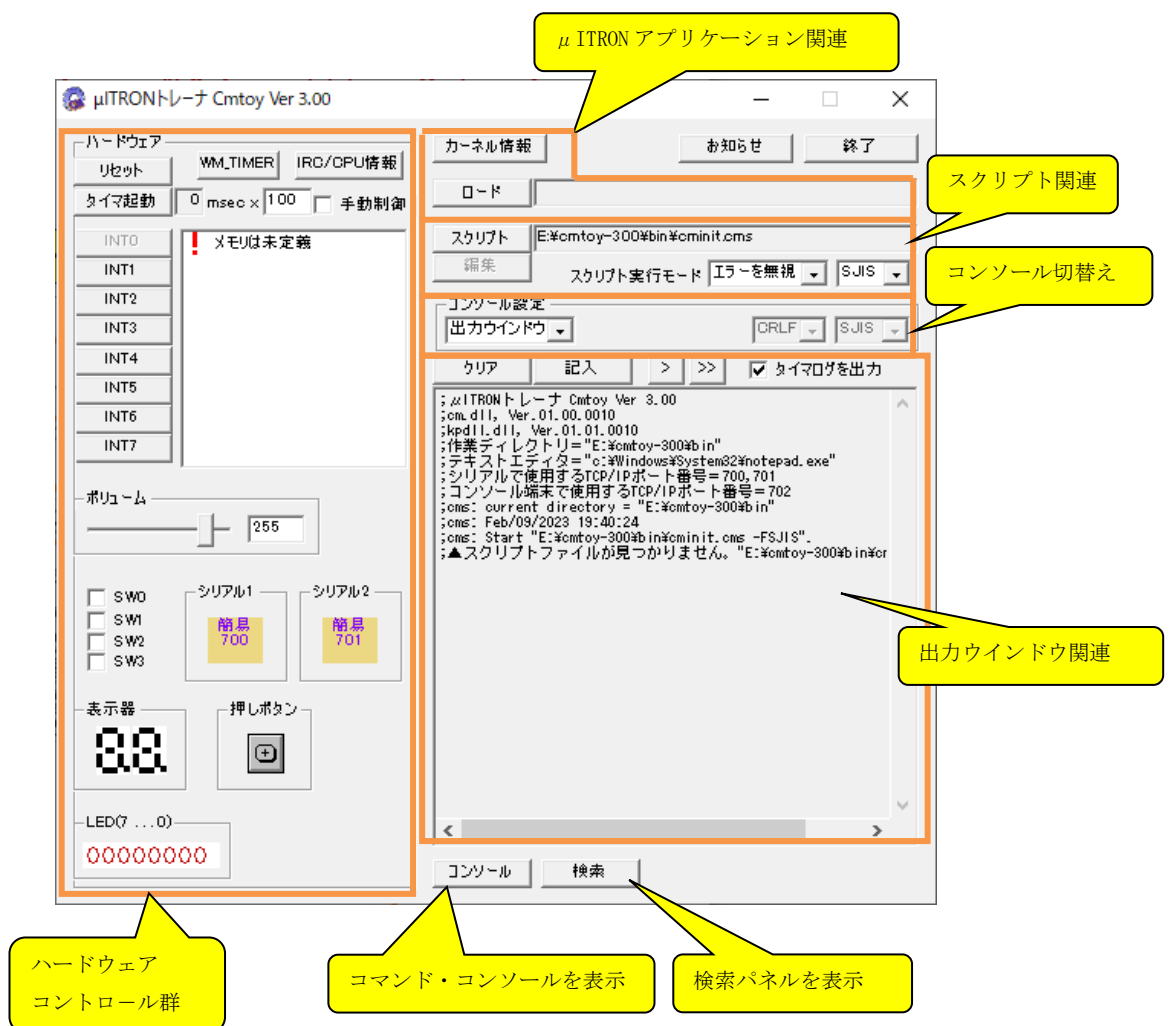 μ ITRON アプリケーション関連
μITRONトレーナ Cmtoy Ver 3.00
ハードウェア
リセット
WM_TIMER
IRC/CPU情報
タイマ起動
0 msec x 100
手動制御
INT0
INT1
INT2
INT3
INT4
INT5
INT6
INT7
! メモリは未定義
ボリューム
255
SW0
SW1
SW2
SW3
シリアル1
簡易
700
シリアル2
簡易
701
表示器
8.8.
押しボタン
LED(7 ...0)
00000000
カーネル情報
お知らせ
終了
ロード
スクリプト
E:¥cmtoy-300¥bin¥cminit.cms
編集
スクリプト実行モード
エラーを無視
SJIS
コンソール設定
出力ウインドウ
CRLF
SJIS
クリア
記入
>
>>
タイマログを出力
;μITRONトレーナ Cmtoy Ver 3.00
;cm.dll, Ver.01.00.0010
;kpdll.dll, Ver.01.01.0010
;作業ディレクトリ="E:¥cmtoy-300¥bin"
;テキストエディタ="c:¥Windows¥System32¥notepad.exe"
;シリアルで使用するTCP/IPポート番号=700,701
;コンソール端末で使用するTCP/IPポート番号=702
;cms: current directory = "E:¥cmtoy-300¥bin"
;cms: Feb/09/2023 19:40:24
;cms: Start "E:¥cmtoy-300¥bin¥cminit.cms -FSJIS".
;▲スクリプトファイルが見つかりません。"E:¥cmtoy-300¥bin¥cr
コンソール
検索
スクリプト関連
コンソール切替え
出力ウインドウ関連
ハードウェア
コントロール群
コマンド・コンソールを表示
検索パネルを表示